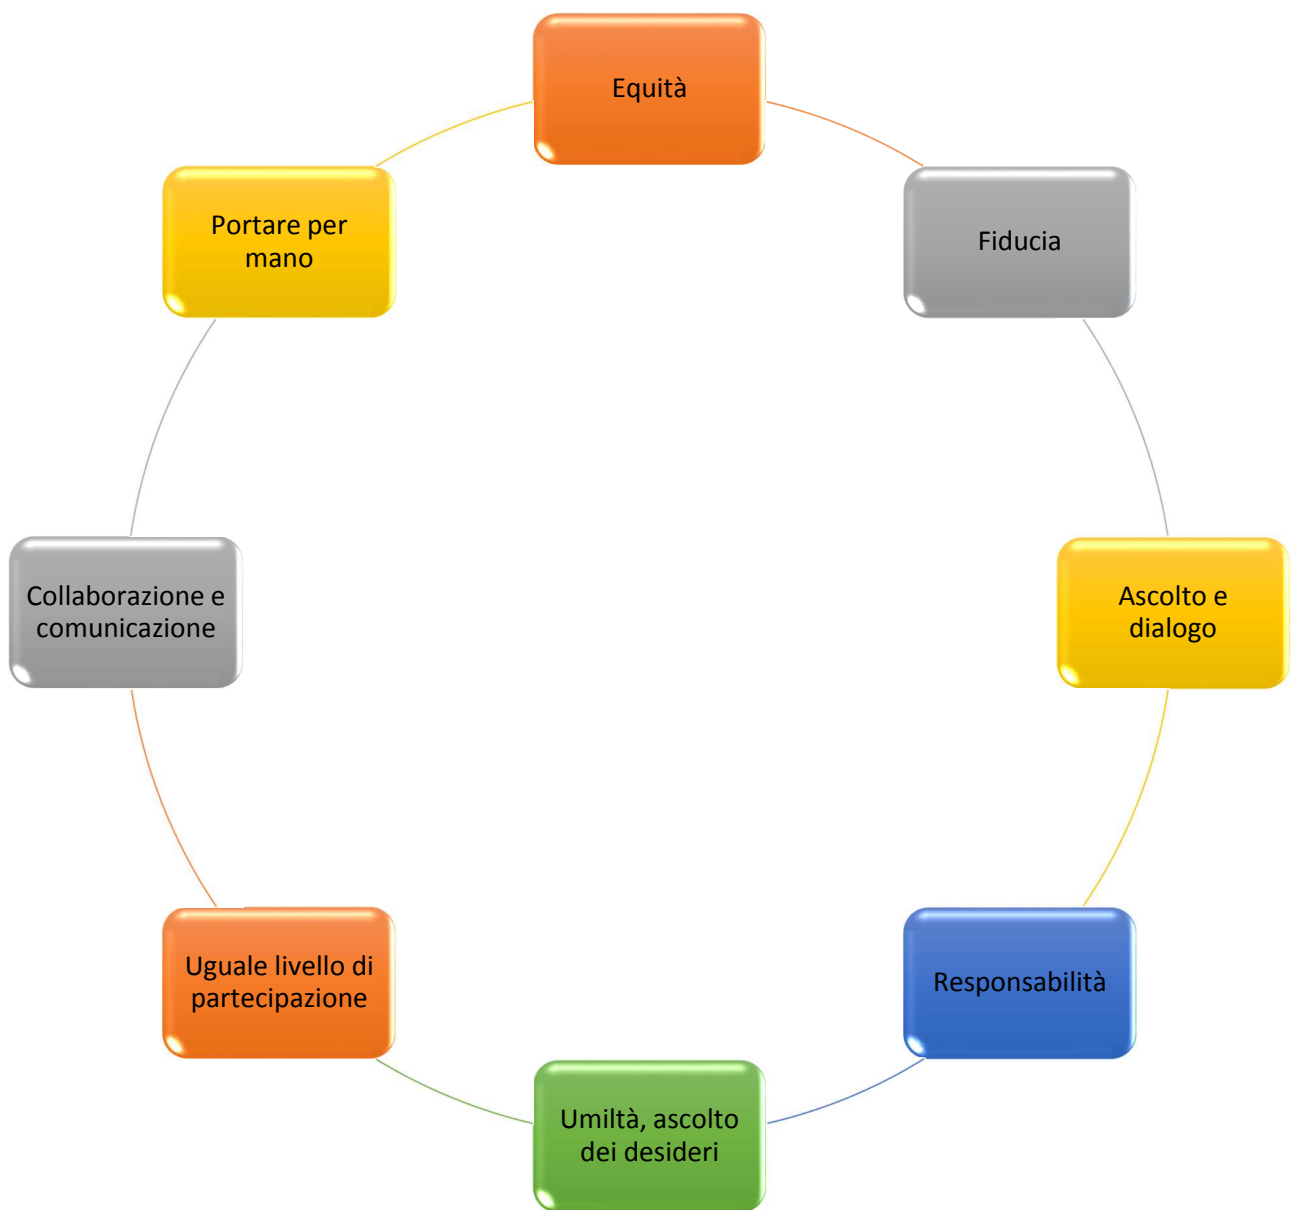 Equità
Fiducia
Ascolto e
dialogo
Responsabilità
Umiltà, ascolto
dei desideri
Uguale livello di
partecipazione
Collaborazione e
comunicazione
Portare per
mano